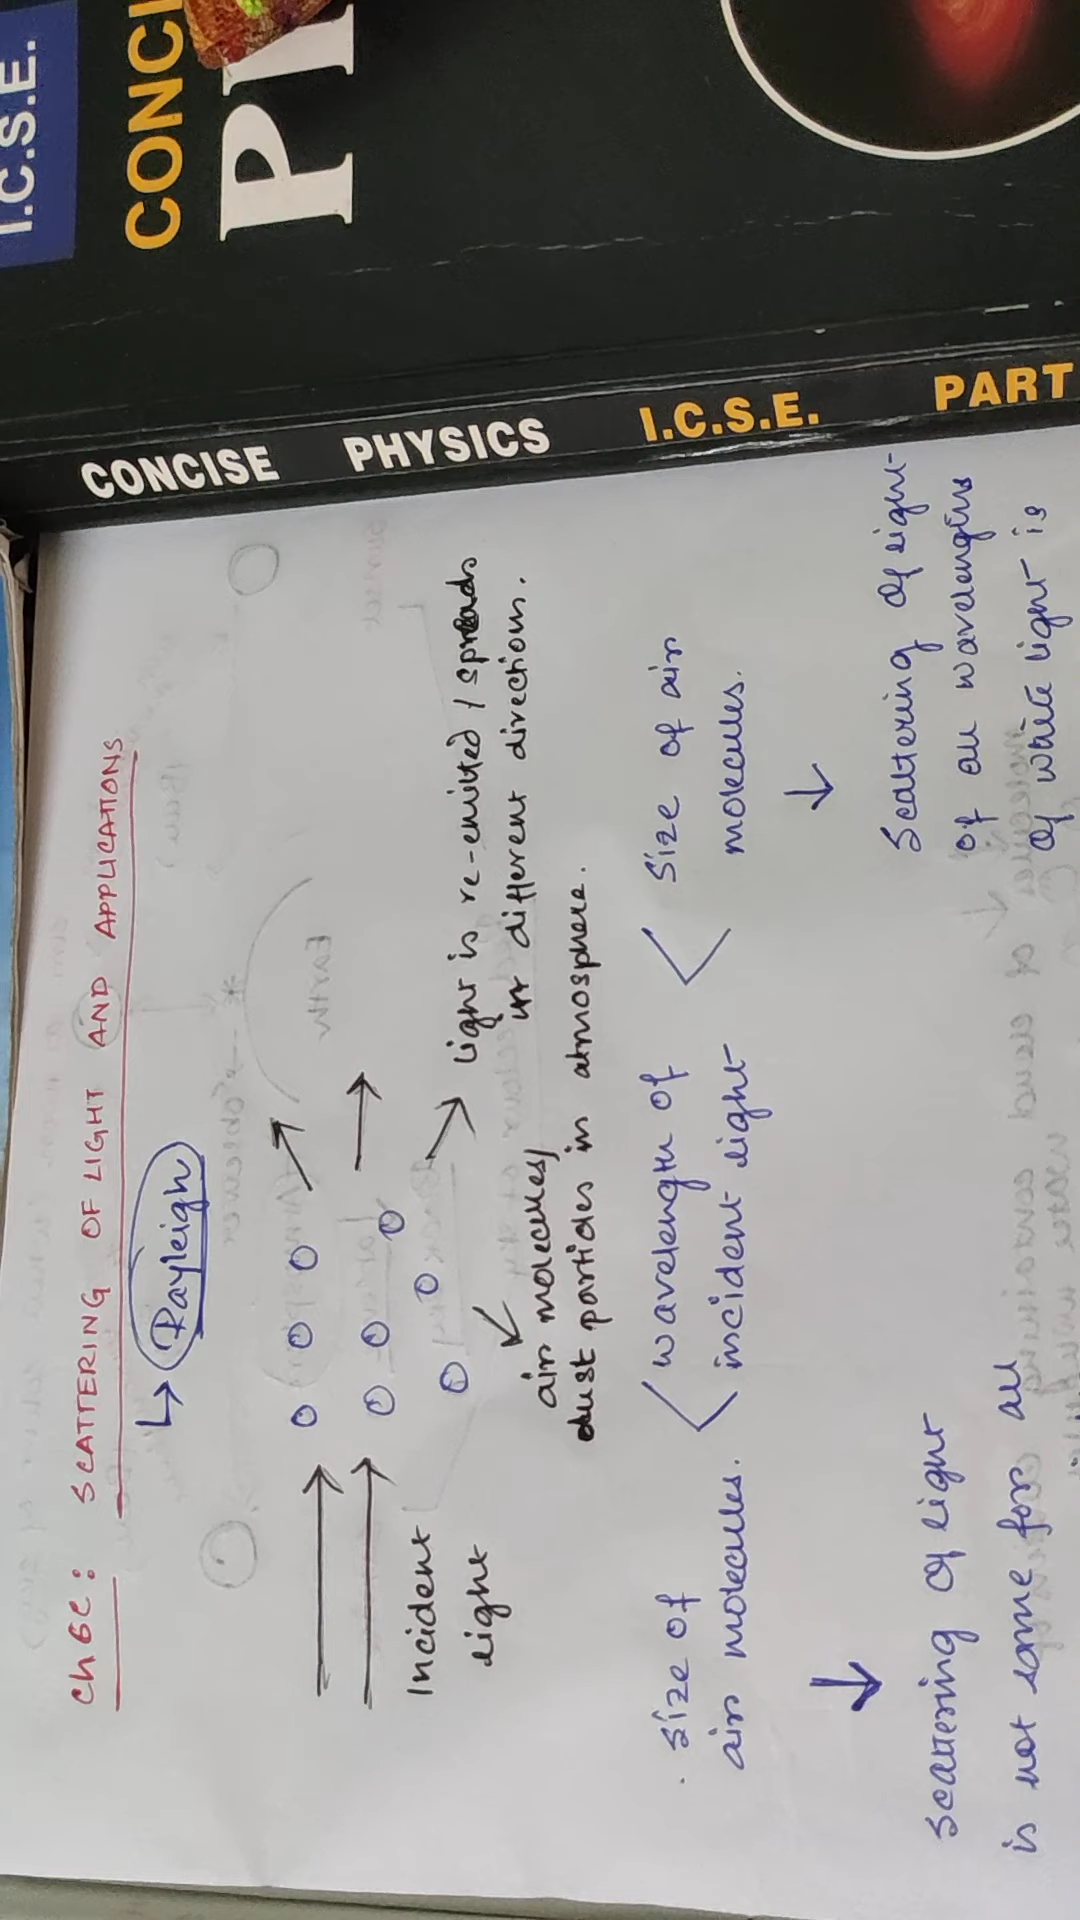 I.C.S.E.
CONCI
CONCISE PHYSICS I.C.S.E. PART
Ch 6C: SCATTERING OF LIGHT AND APPLICATIONS
↳ Rayleigh
Incident
light
light is re-emitted / spreads
in different directions.
air molecules/
dust particles in atmosphere.
. Size of
air molecules. < wavelength of
incident light < Size of air
molecules.
↓ ↓
Scattering of light
is not same for all
Scattering of light
of all wavelengths
of white light is